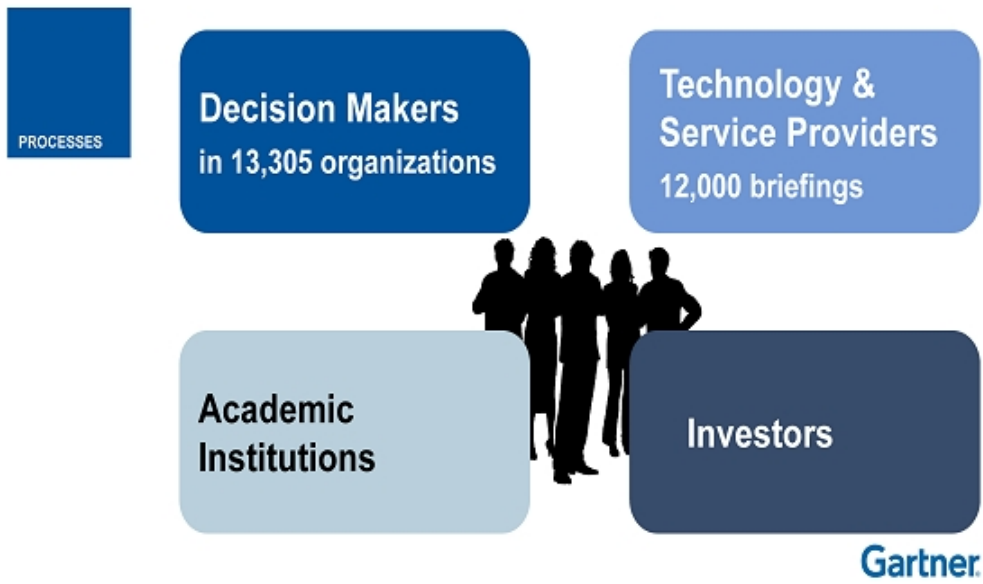 PROCESSES
Decision Makers
in 13,305 organizations
Technology &
Service Providers
12,000 briefings
Academic
Institutions
Investors
Gartner